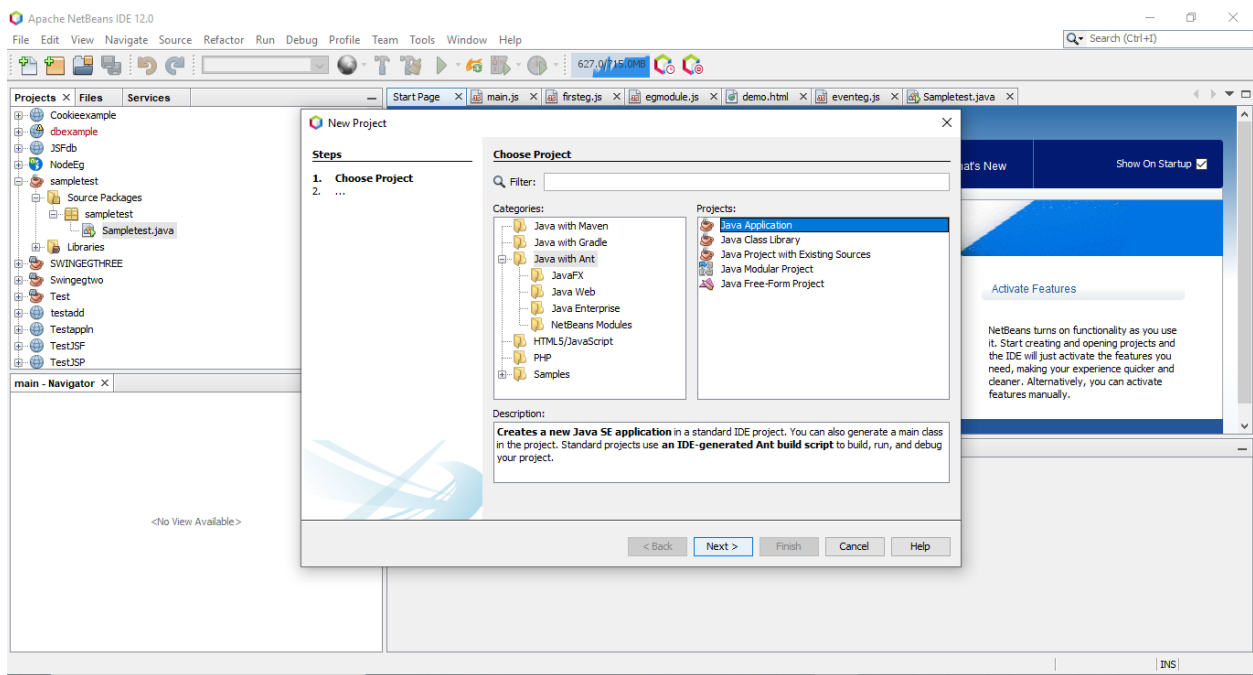 Apache NetBeans IDE 12.0
File Edit View Navigate Source Refactor Run Debug Profile Team Tools Window Help
Search (Ctrl+I)
627.0/715.0MB
Projects Files Services
Start Page main.js firsteg.js egmodule.js demo.html eventeg.js Sampletest.java
Cookieexample
dbexample
JSFdb
NodeEg
sampletest
Source Packages
sampletest
Sampletest.java
Libraries
SWINGEGTHREE
Swingegtwo
Test
testadd
Testappln
TestJSF
TestJSP
main - Navigator
<No View Available>
New Project
Steps
1. Choose Project
2. ...
Choose Project
Filter:
Categories:
Java with Maven
Java with Gradle
Java with Ant
JavaFX
Java Web
Java Enterprise
NetBeans Modules
HTML5/JavaScript
PHP
Samples
Projects:
Java Application
Java Class Library
Java Project with Existing Sources
Java Modular Project
Java Free-Form Project
Description:
Creates a new Java SE application in a standard IDE project. You can also generate a main class
in the project. Standard projects use an IDE-generated Ant build script to build, run, and debug
your project.
< Back Next > Finish Cancel Help
New
Show On Startup
Activate Features
NetBeans turns on functionality as you use
it. Start creating and opening projects and
the IDE will just activate the features you
need, making your experience quicker and
cleaner. Alternatively, you can activate
features manually.
INS